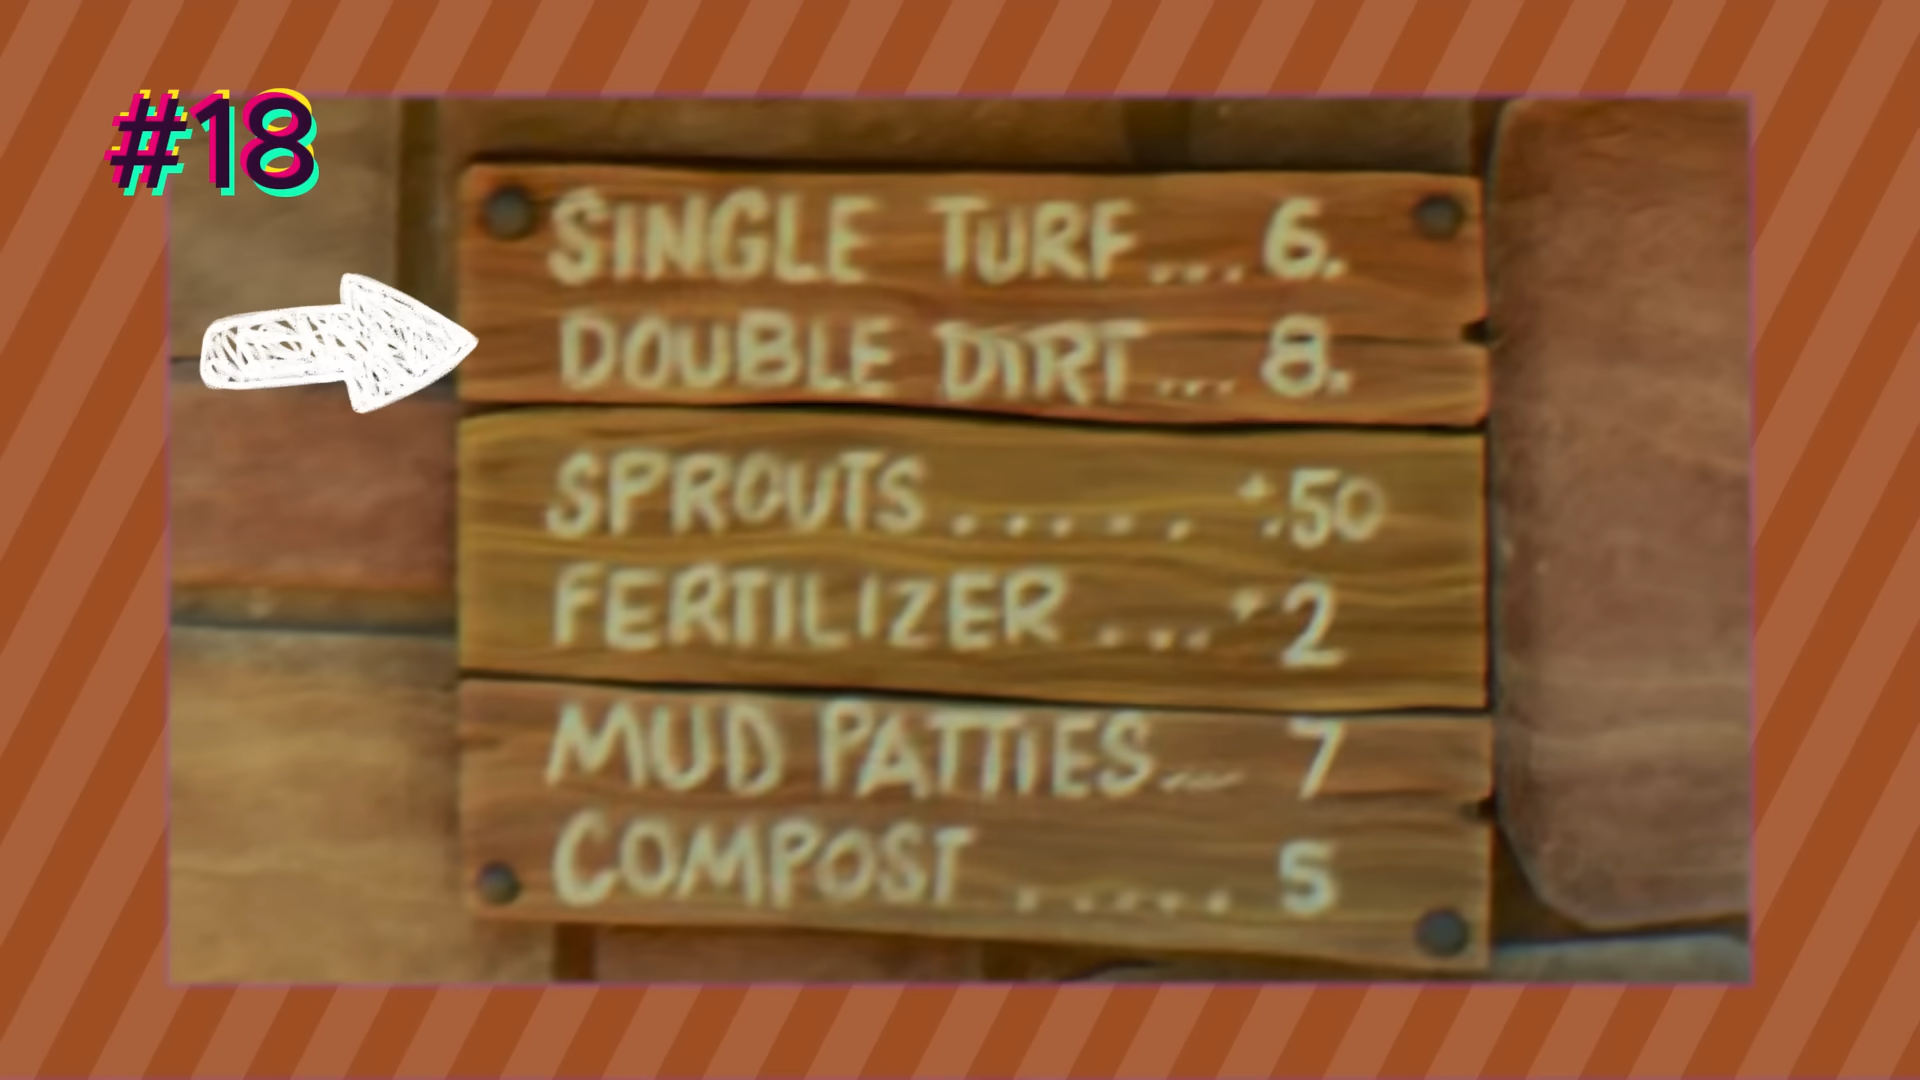 #18
SINGLE TURF... 6.
DOUBLE DIRT... 8.
SPROUTS...... +.50
FERTILIZER .... +2
MUD PATTIES... 7
COMPOST ..... 5